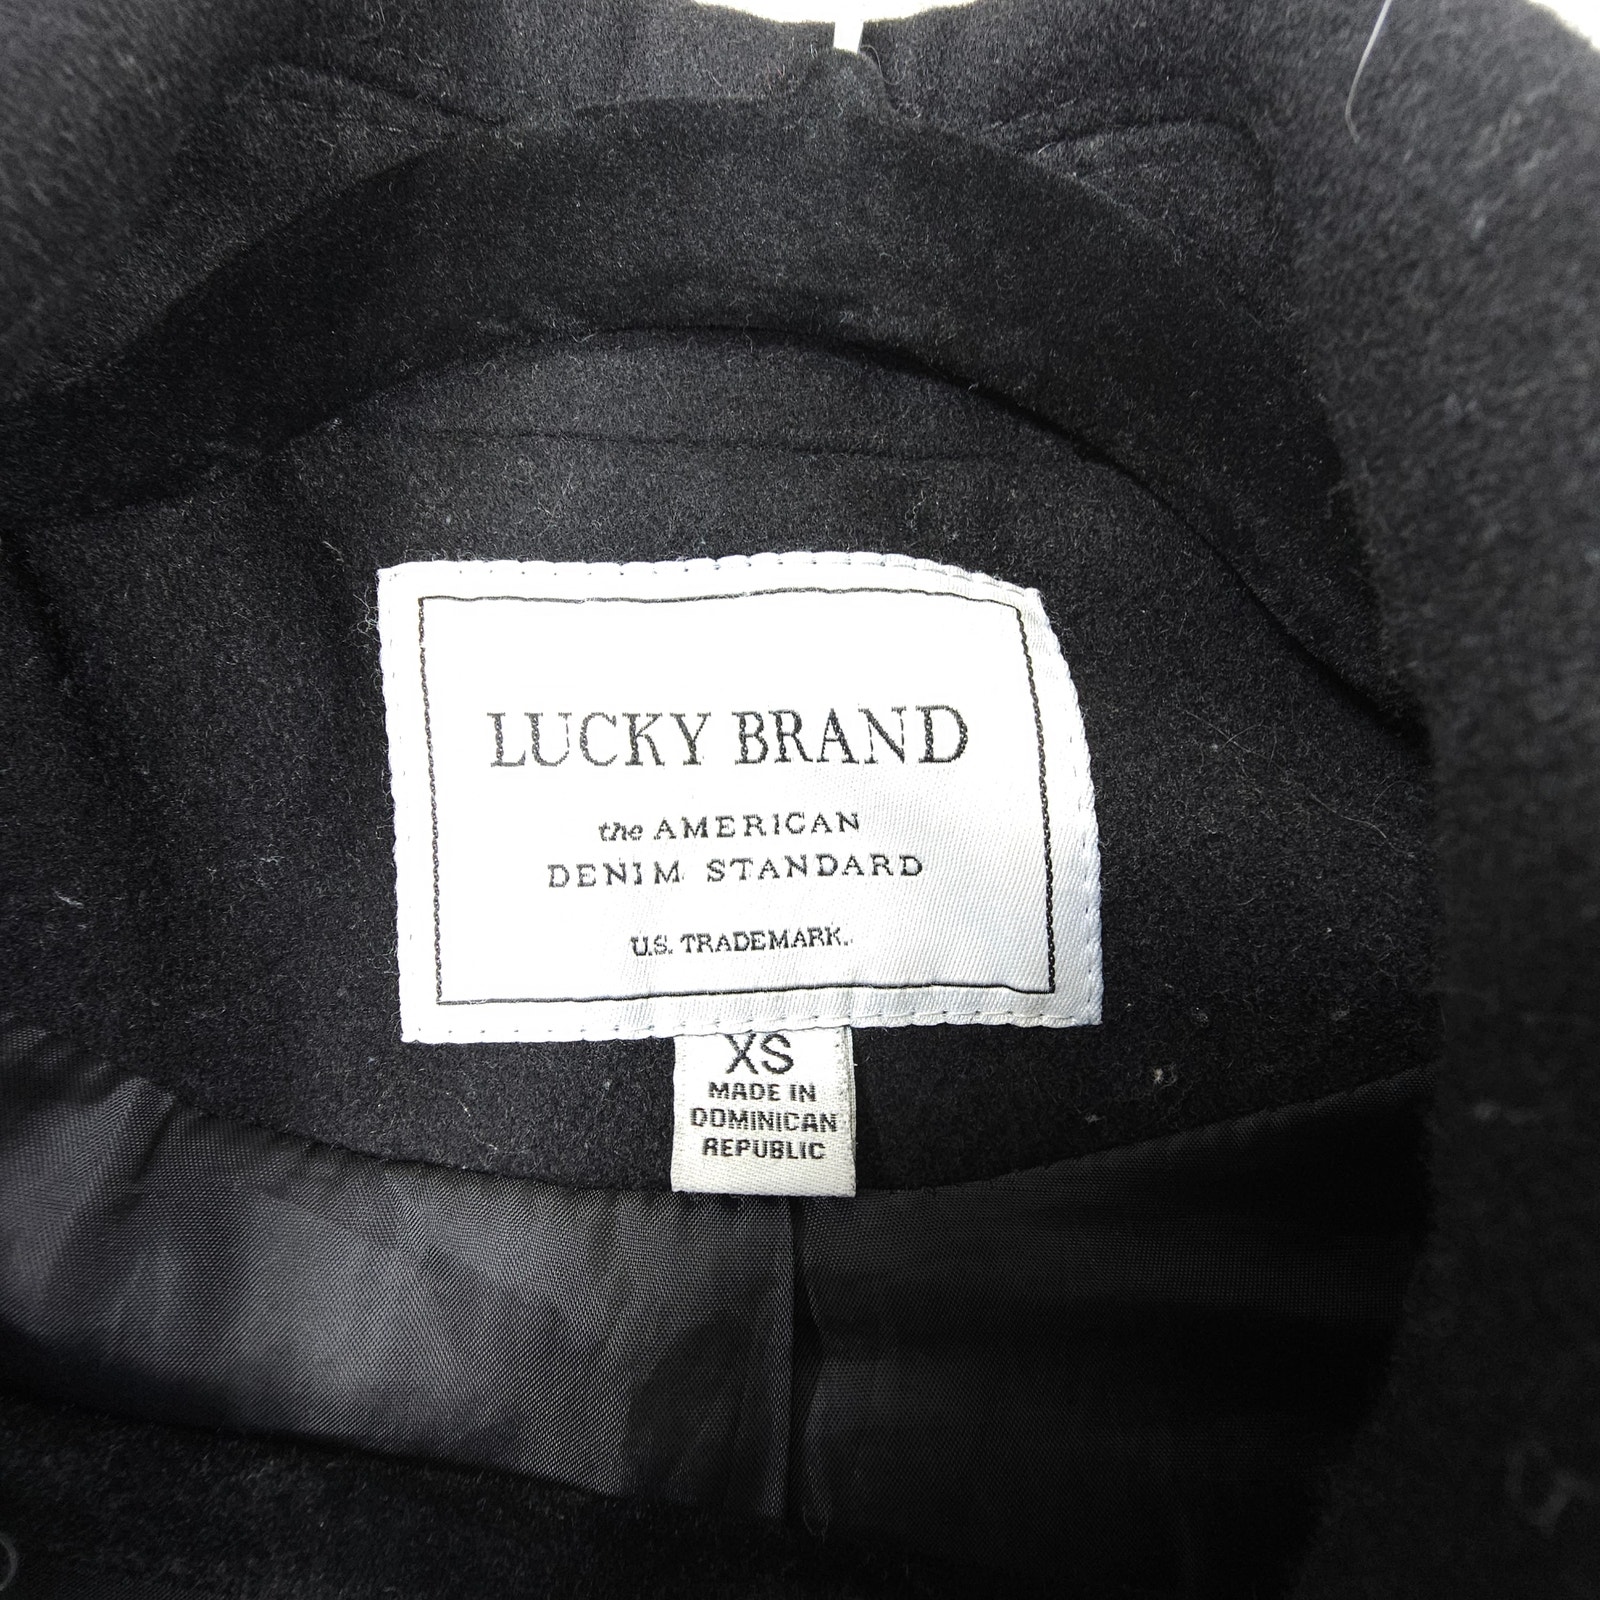 LUCKY BRAND
the AMERICAN
DENIM STANDARD
U.S. TRADEMARK.
XS
MADE IN
DOMINICAN
REPUBLIC